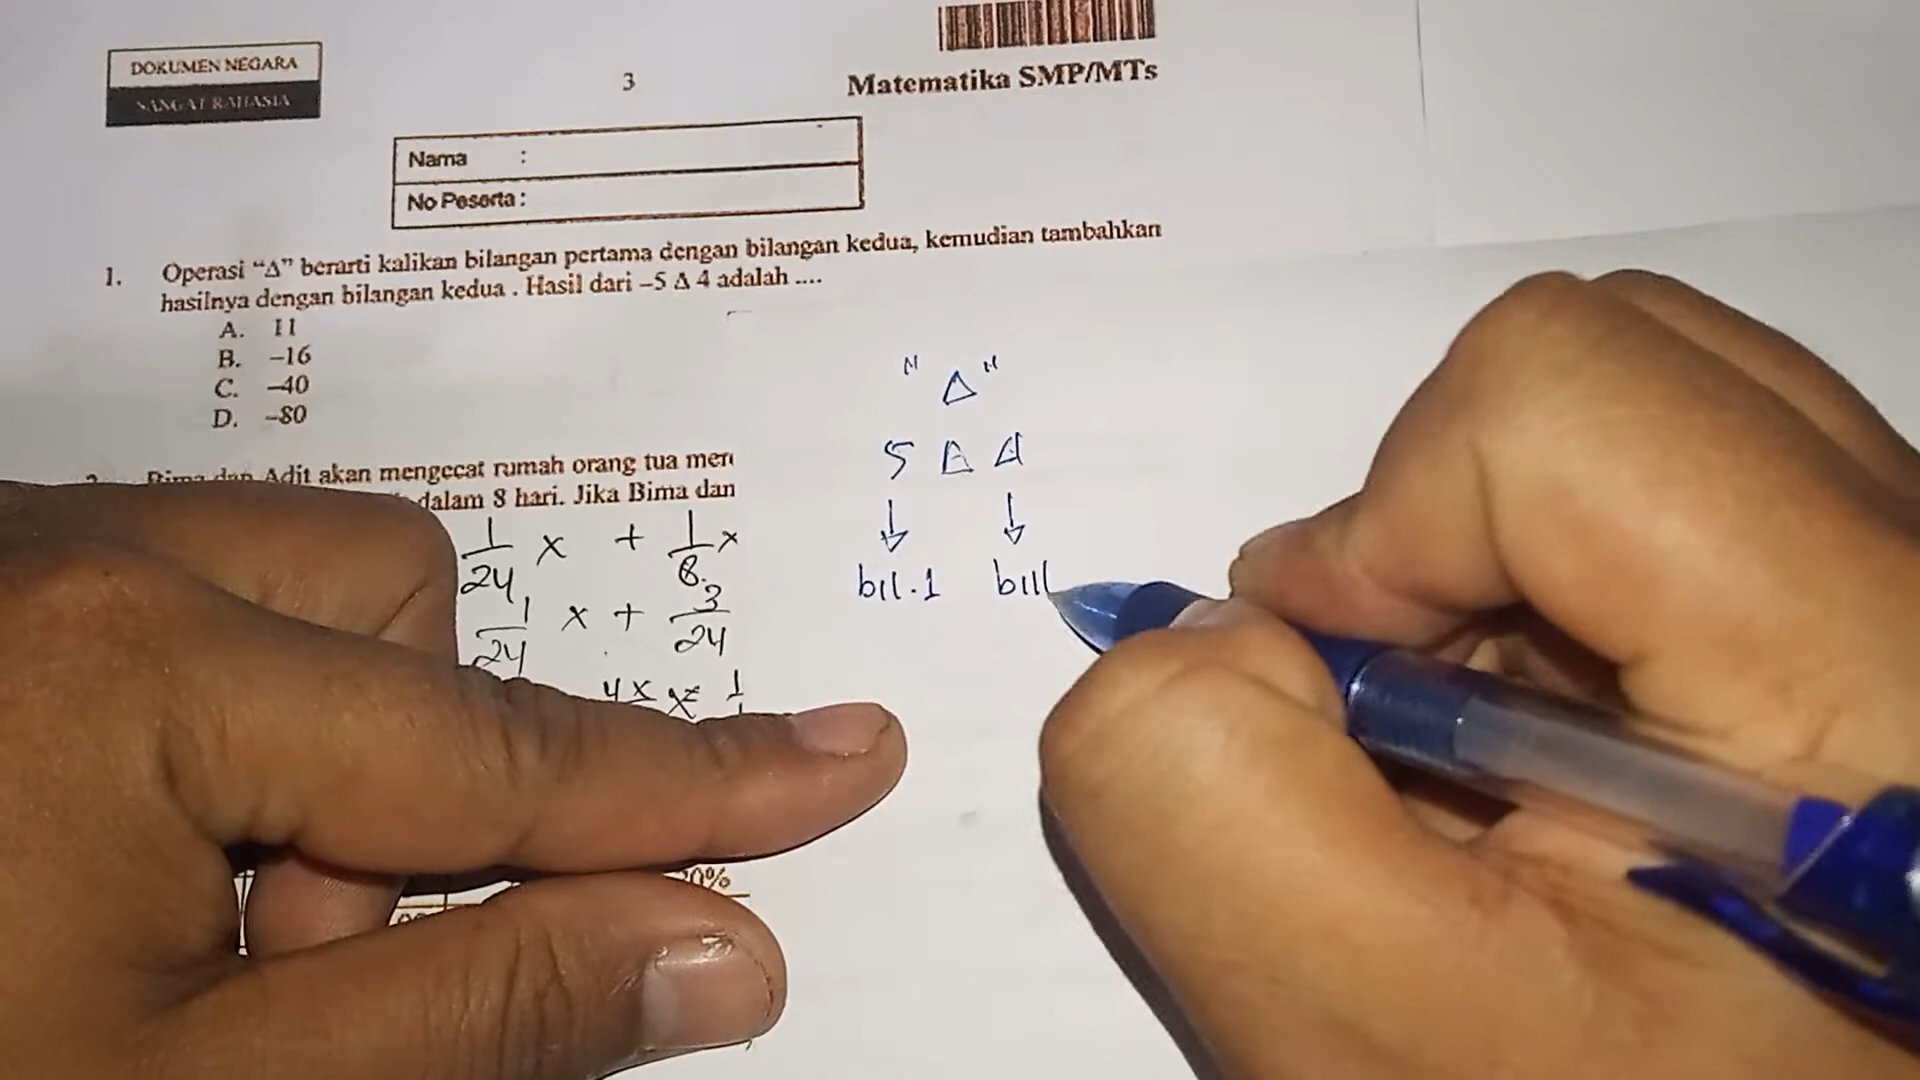 DOKUMEN NEGARA
SANGAT RAHASIA
3
Matematika SMP/MTs
Nama :
No Peserta :
1. Operasi “Δ” berarti kalikan bilangan pertama dengan bilangan kedua, kemudian tambahkan
hasilnya dengan bilangan kedua . Hasil dari –5 Δ 4 adalah ....
A. 11
B. –16
C. –40
D. –80
Bima dan Adit akan mengecat rumah orang tua mer
dalam 8 hari. Jika Bima dan
1/24 x + 1/8 x
1/24 x + 3/24
4x = 1
0%
" Δ "
5 Δ 4
↓ ↓
bil.1 bill